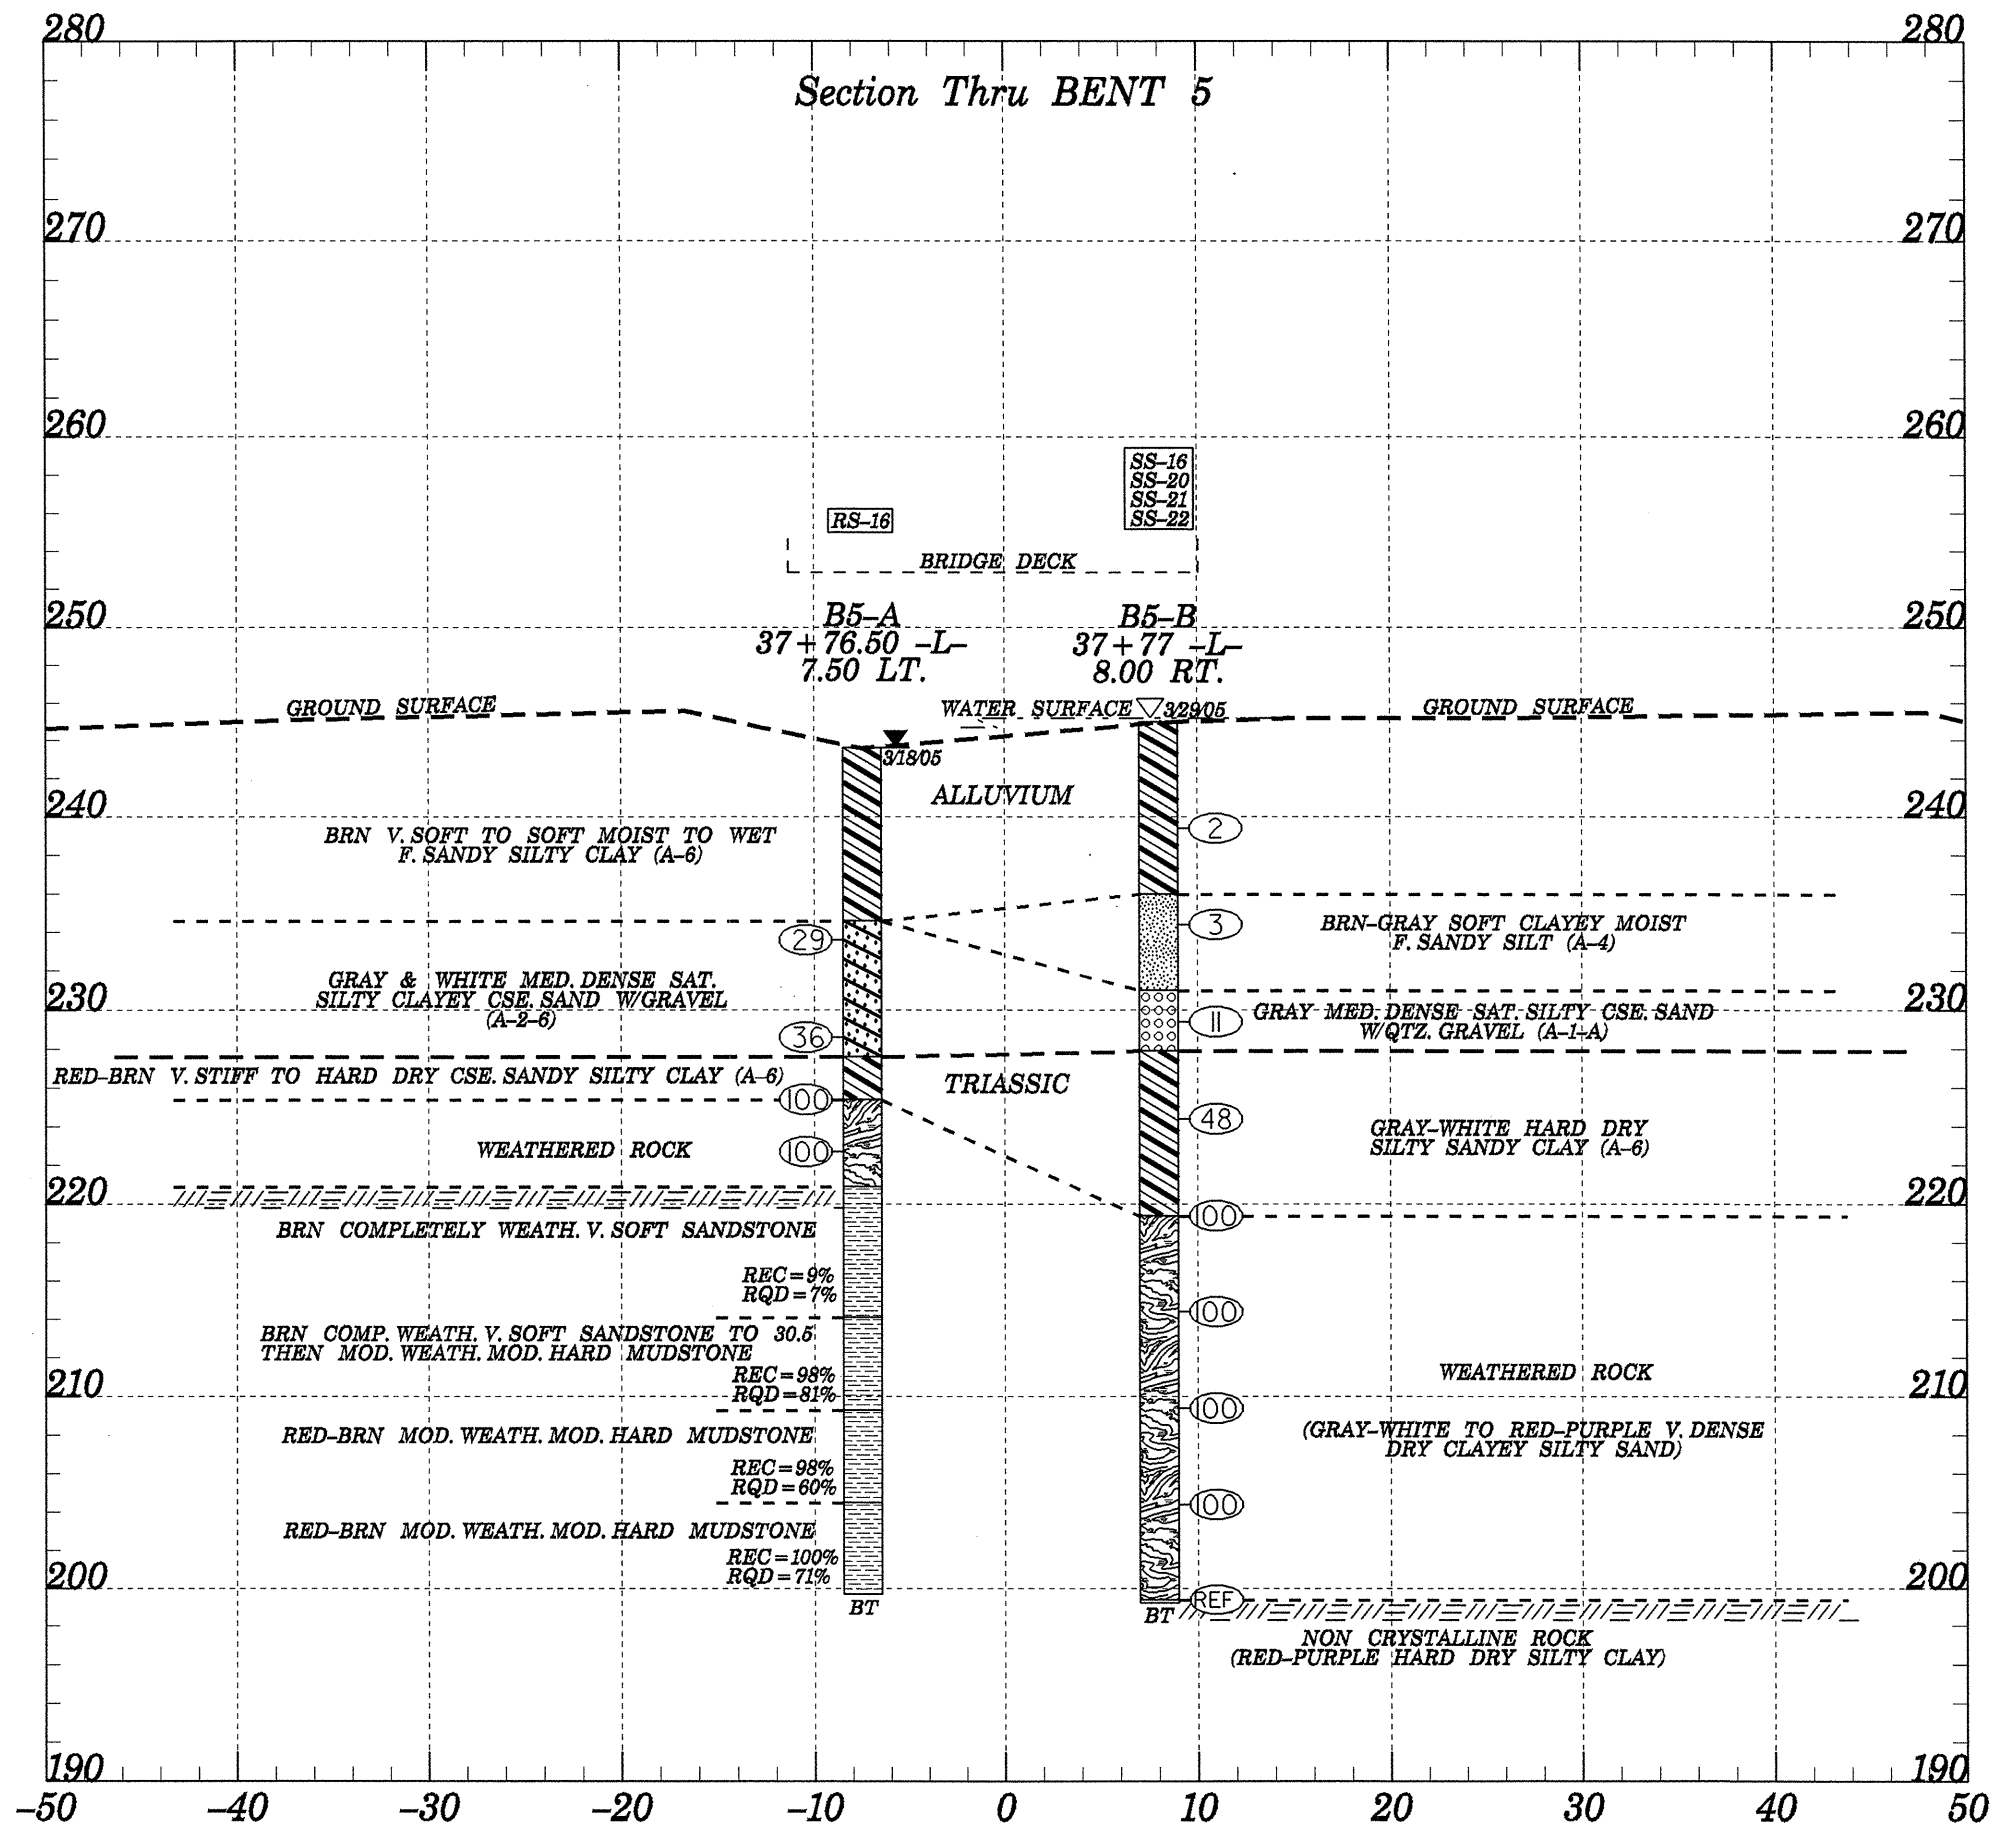 280 280
Section Thru BENT 5
270 270
260 260
SS-16
SS-20
SS-21
SS-22
RS-16
BRIDGE DECK
250 250
B5-A
37+76.50 -L-
7.50 LT.
B5-B
37+77 -L-
8.00 RT.
GROUND SURFACE
WATER SURFACE 3/29/05
GROUND SURFACE
3/18/05
ALLUVIUM
240 240
BRN V. SOFT TO SOFT MOIST TO WET
F. SANDY SILTY CLAY (A-6)
2
3
BRN-GRAY SOFT CLAYEY MOIST
F. SANDY SILT (A-4)
29
GRAY & WHITE MED. DENSE SAT.
SILTY CLAYEY CSE. SAND W/GRAVEL
(A-2-6)
230 230
11
GRAY MED. DENSE SAT. SILTY CSE. SAND
W/QTZ. GRAVEL (A-1-A)
36
RED-BRN V. STIFF TO HARD DRY CSE. SANDY SILTY CLAY (A-6)
TRIASSIC
100
48
GRAY-WHITE HARD DRY
SILTY SANDY CLAY (A-6)
WEATHERED ROCK
100
220 220
100
BRN COMPLETELY WEATH. V. SOFT SANDSTONE
REC=9%
RQD=7%
100
BRN COMP. WEATH. V. SOFT SANDSTONE TO 30.5
THEN MOD. WEATH. MOD. HARD MUDSTONE
REC=98%
RQD=81%
WEATHERED ROCK
210 210
100
(GRAY-WHITE TO RED-PURPLE V. DENSE
DRY CLAYEY SILTY SAND)
RED-BRN MOD. WEATH. MOD. HARD MUDSTONE
REC=98%
RQD=60%
100
RED-BRN MOD. WEATH. MOD. HARD MUDSTONE
REC=100%
RQD=71%
200 200
BT
REF
BT
NON CRYSTALLINE ROCK
(RED-PURPLE HARD DRY SILTY CLAY)
190 190
-50 -40 -30 -20 -10 0 10 20 30 40 50